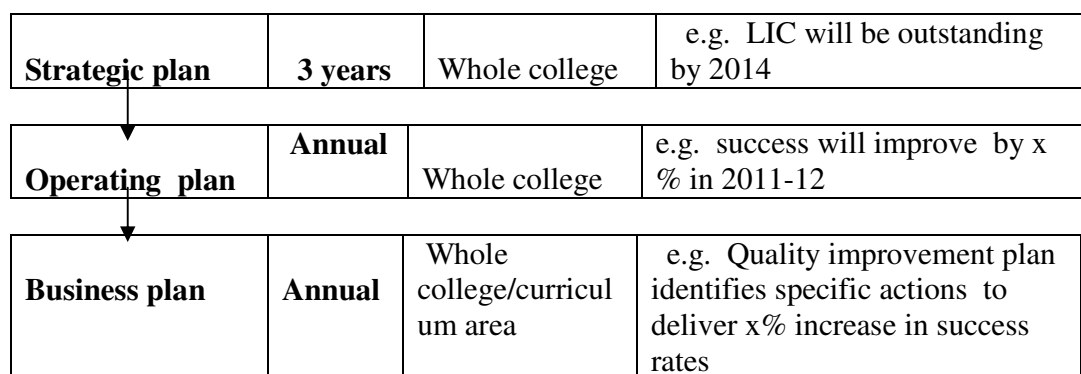 e.g. LIC will be outstanding
Strategic plan 3 years Whole college by 2014
Annual e.g. success will improve by x
Operating plan Whole college % in 2011-12
Whole e.g. Quality improvement plan
Business plan Annual college/curricul identifies specific actions to
um area deliver x% increase in success
rates